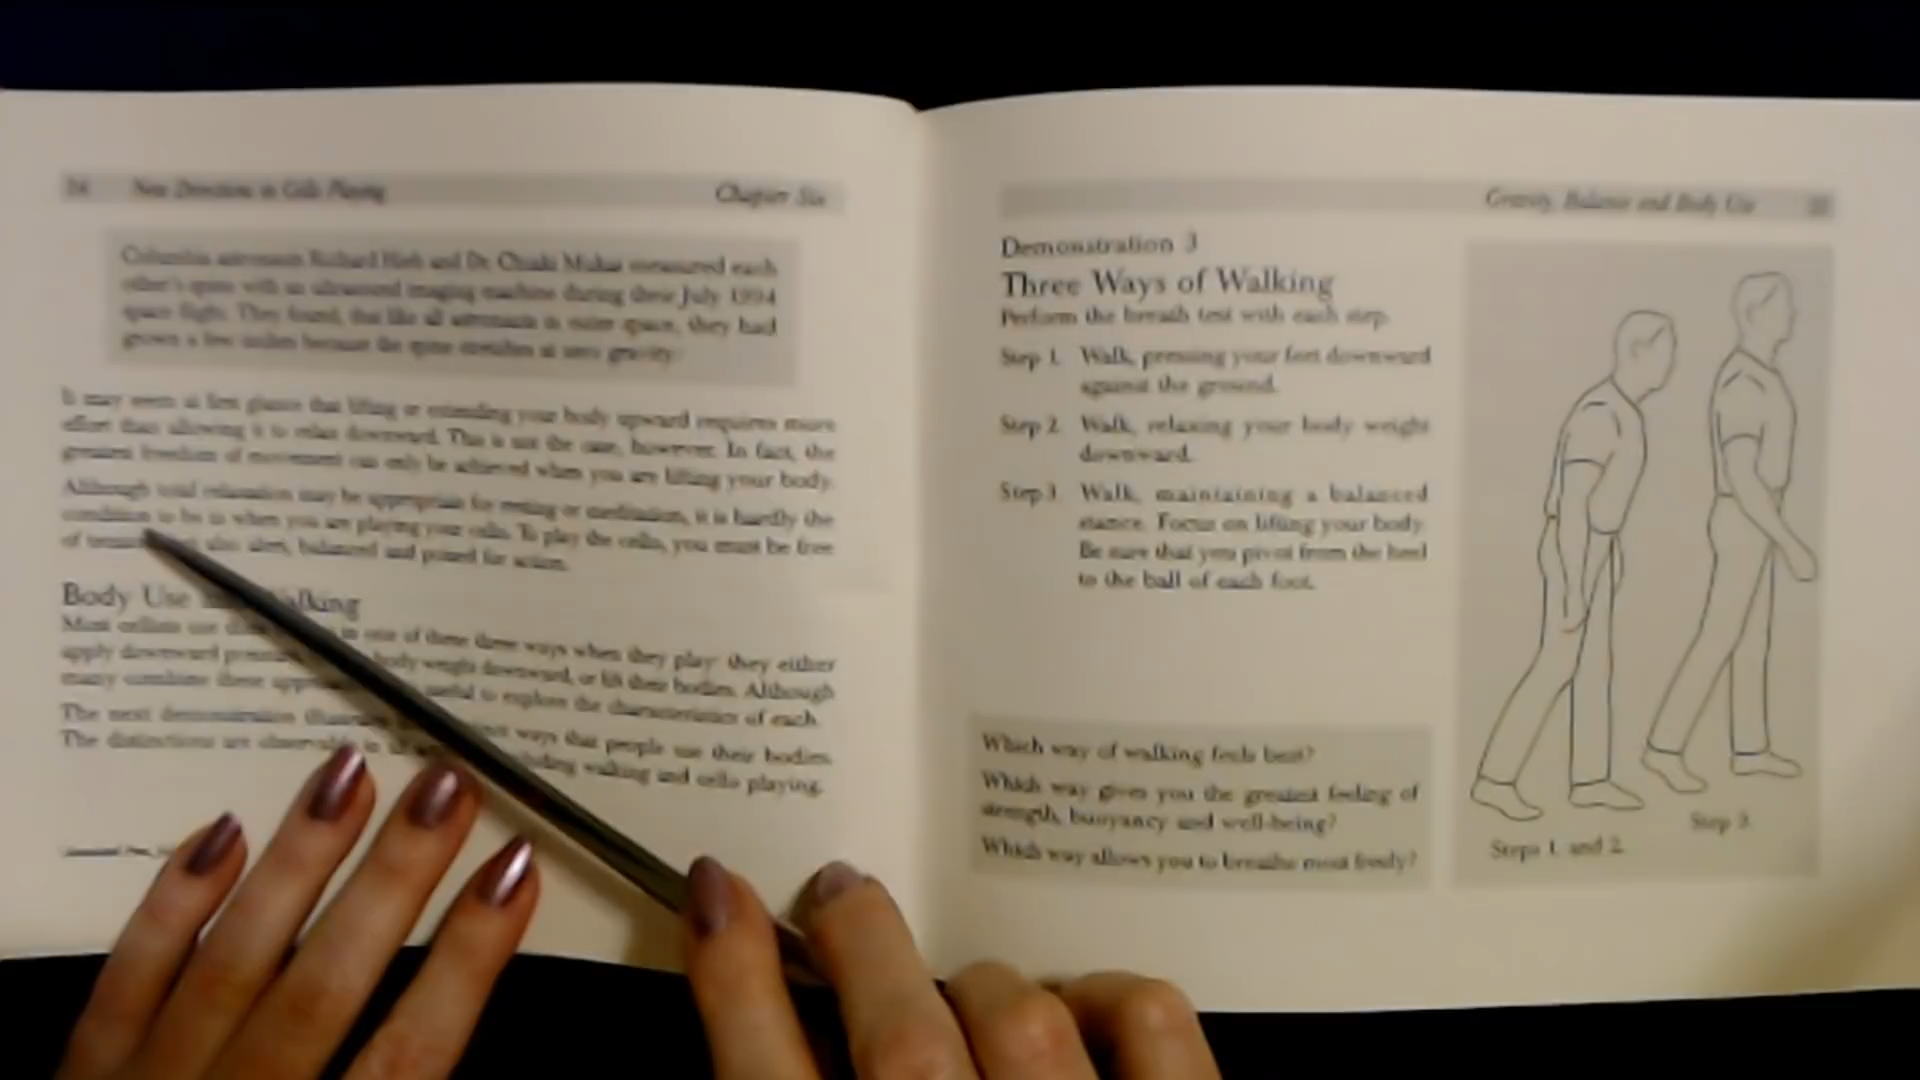 24 New Directions in Cello Playing Chapter Six
Columbia astronauts Richard Hieb and Dr. Chiaki Mukai measured each
other's spine with an ultrasound imaging machine during their July 1994
space flight. They found, that like all astronauts in outer space, they had
grown a few inches because the spine stretches at zero gravity.
It may seem at first glance that lifting or extending your body upward requires more
effort than allowing it to relax downward. This is not the case, however. In fact, the
greatest freedom of movement can only be achieved when you are lifting your body.
Although total relaxation may be appropriate for resting or meditation, it is hardly the
condition to be in when you are playing your cello. To play the cello, you must be free
of also alert, balanced and poised for action.
Body Use Walking
Most cellists use in one of these three ways when they play: they either
apply downward body weight downward, or lift their bodies. Although
many combine these useful to explore the characteristics of each.
The next demonstration ways that people use their bodies.
The distinctions are observable in walking and cello playing.
Gravity, Balance and Body Use
Demonstration 3
Three Ways of Walking
Perform the breath test with each step.
Step 1. Walk, pressing your feet downward
against the ground.
Step 2. Walk, relaxing your body weight
downward.
Step 3. Walk, maintaining a balanced
stance. Focus on lifting your body.
Be sure that you pivot from the heel
to the ball of each foot.
Which way of walking feels best?
Which way gives you the greatest feeling of
strength, buoyancy and well-being?
Which way allows you to breathe most freely?
Steps 1. and 2.
Step 3.